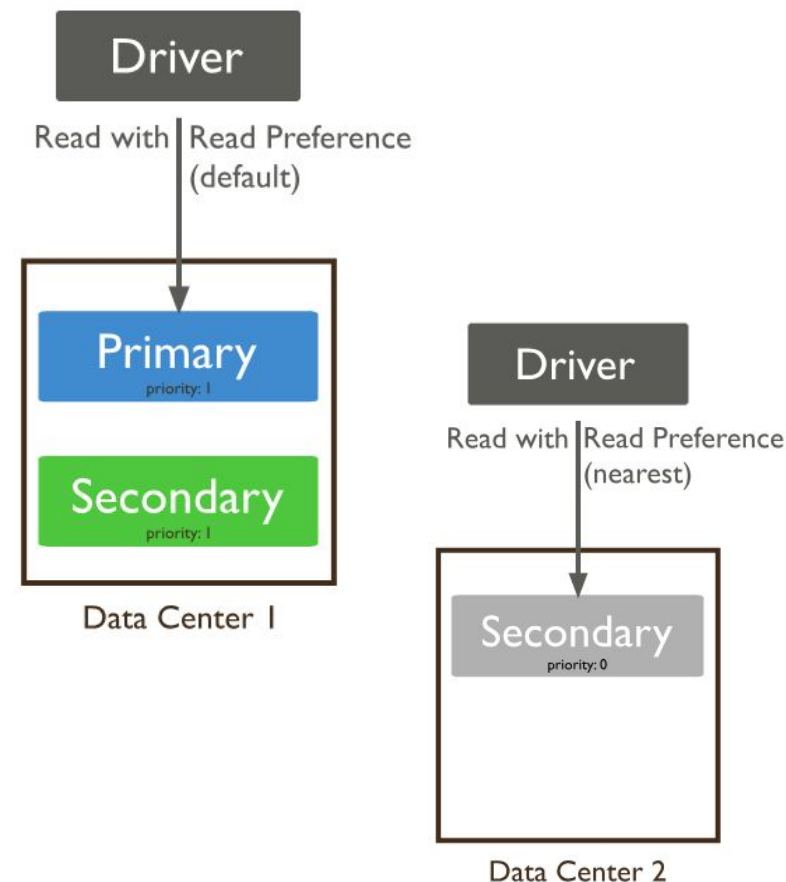 Driver
Read with Read Preference
(default)
Primary
priority: 1
Secondary
priority: 1
Data Center 1
Driver
Read with Read Preference
(nearest)
Secondary
priority: 0
Data Center 2